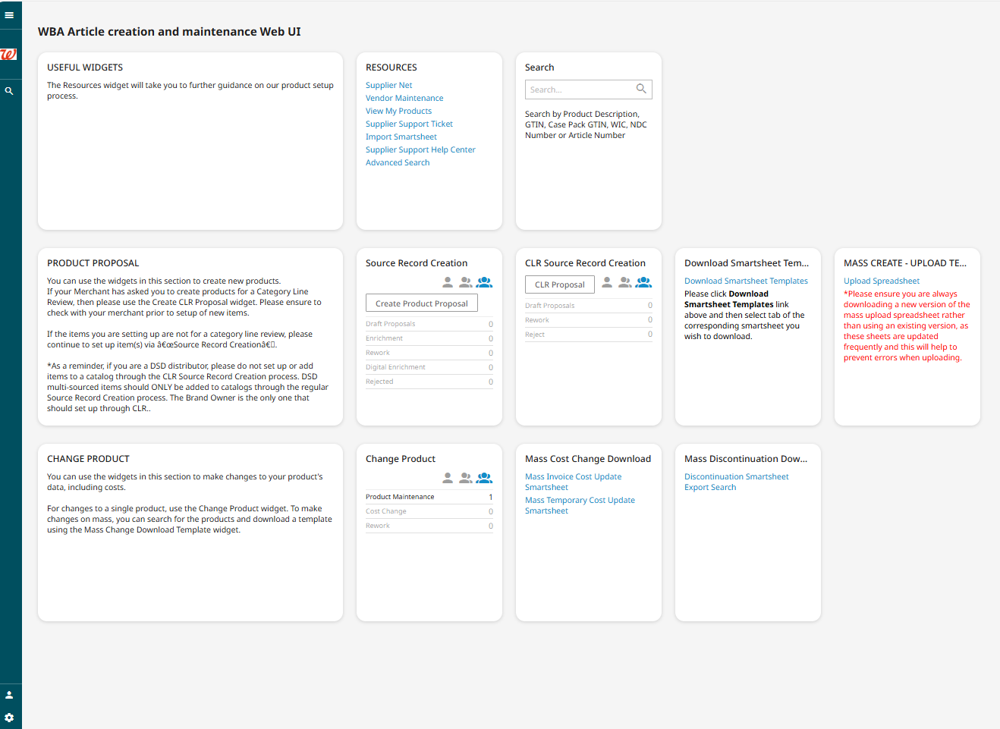 WBA Article creation and maintenance Web UI
USEFUL WIDGETS
The Resources widget will take you to further guidance on our product setup
process.
RESOURCES
Supplier Net
Vendor Maintenance
View My Products
Supplier Support Ticket
Import Smartsheet
Supplier Support Help Center
Advanced Search
Search
Search...
Search by Product Description,
GTIN, Case Pack GTIN, WIC, NDC
Number or Article Number
PRODUCT PROPOSAL
You can use the widgets in this section to create new products.
If your Merchant has asked you to create products for a Category Line
Review, then please use the Create CLR Proposal widget. Please ensure to
check with your merchant prior to setup of new items.
If the items you are setting up are not for a category line review, please
continue to set up item(s) via â€œSource Record Creationâ€.
*As a reminder, if you are a DSD distributor, please do not set up or add
items to a catalog through the CLR Source Record Creation process. DSD
multi-sourced items should ONLY be added to catalogs through the regular
Source Record Creation process. The Brand Owner is the only one that
should set up through CLR..
Source Record Creation
Create Product Proposal
Draft Proposals 0
Enrichment 0
Rework 0
Digital Enrichment 0
Rejected 0
CLR Source Record Creation
CLR Proposal
Draft Proposals 0
Rework 0
Reject 0
Download Smartsheet Tem...
Download Smartsheet Templates
Please click Download
Smartsheet Templates link
above and then select tab of the
corresponding smartsheet you
wish to download.
MASS CREATE - UPLOAD TE...
Upload Spreadsheet
*Please ensure you are always
downloading a new version of the
mass upload spreadsheet rather
than using an existing version, as
these sheets are updated
frequently and this will help to
prevent errors when uploading.
CHANGE PRODUCT
You can use the widgets in this section to make changes to your product's
data, including costs.
For changes to a single product, use the Change Product widget. To make
changes on mass, you can search for the products and download a template
using the Mass Change Download Template widget.
Change Product
Product Maintenance 1
Cost Change 0
Rework 0
Mass Cost Change Download
Mass Invoice Cost Update
Smartsheet
Mass Temporary Cost Update
Smartsheet
Mass Discontinuation Dow...
Discontinuation Smartsheet
Export Search